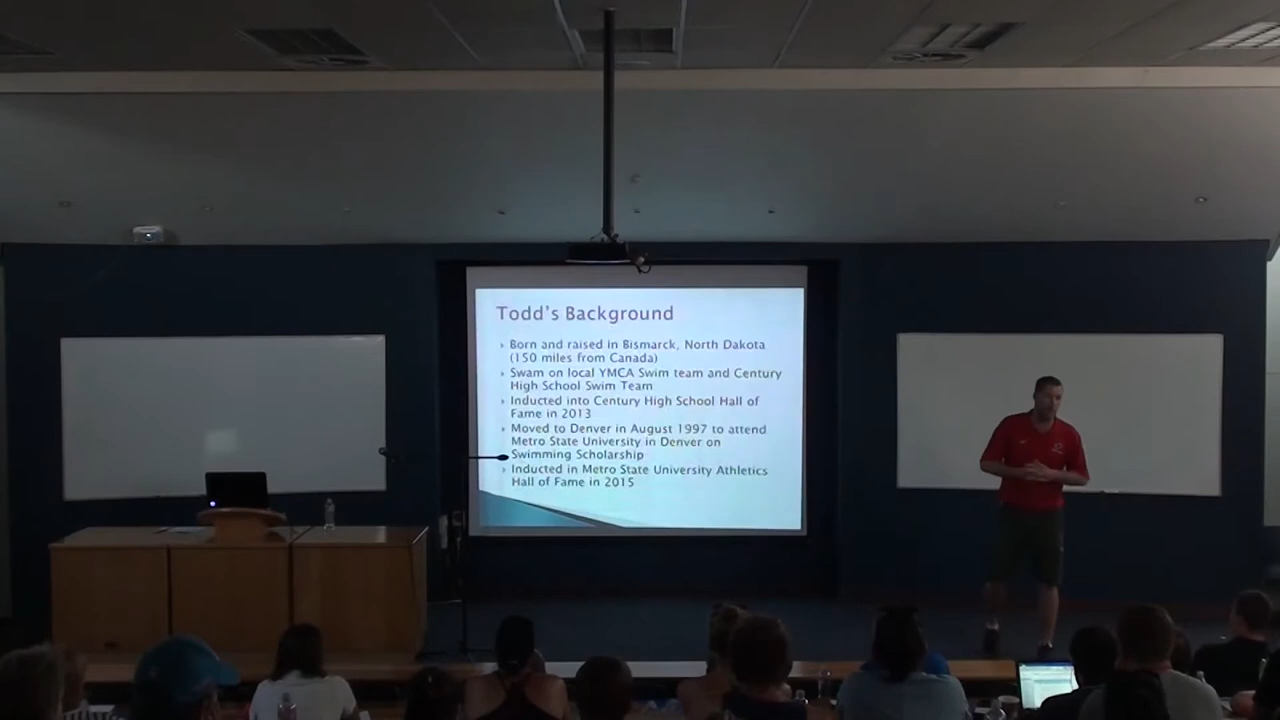 Todd's Background
Born and raised in Bismarck, North Dakota
(150 miles from Canada)
Swam on local YMCA Swim team and Century
High School Swim Team
Inducted into Century High School Hall of
Fame in 2013
Moved to Denver in August 1997 to attend
Metro State University in Denver on
Swimming Scholarship
Inducted in Metro State University Athletics
Hall of Fame in 2015